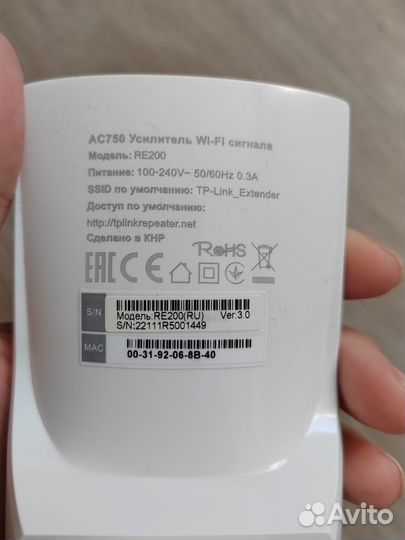 AC750 Усилитель Wi-Fi сигнала
Модель: RE200
Питание: 100-240V~ 50/60Hz 0.3A
SSID по умолчанию: TP-Link_Extender
Доступ по умолчанию:
http://tplinkrepeater.net
Сделано в КНР
RoHS
EAC CE
S/N
Модель:RE200(RU) Ver:3.0
S/N:22111R5001449
MAC
00-31-92-06-8B-40
Avito